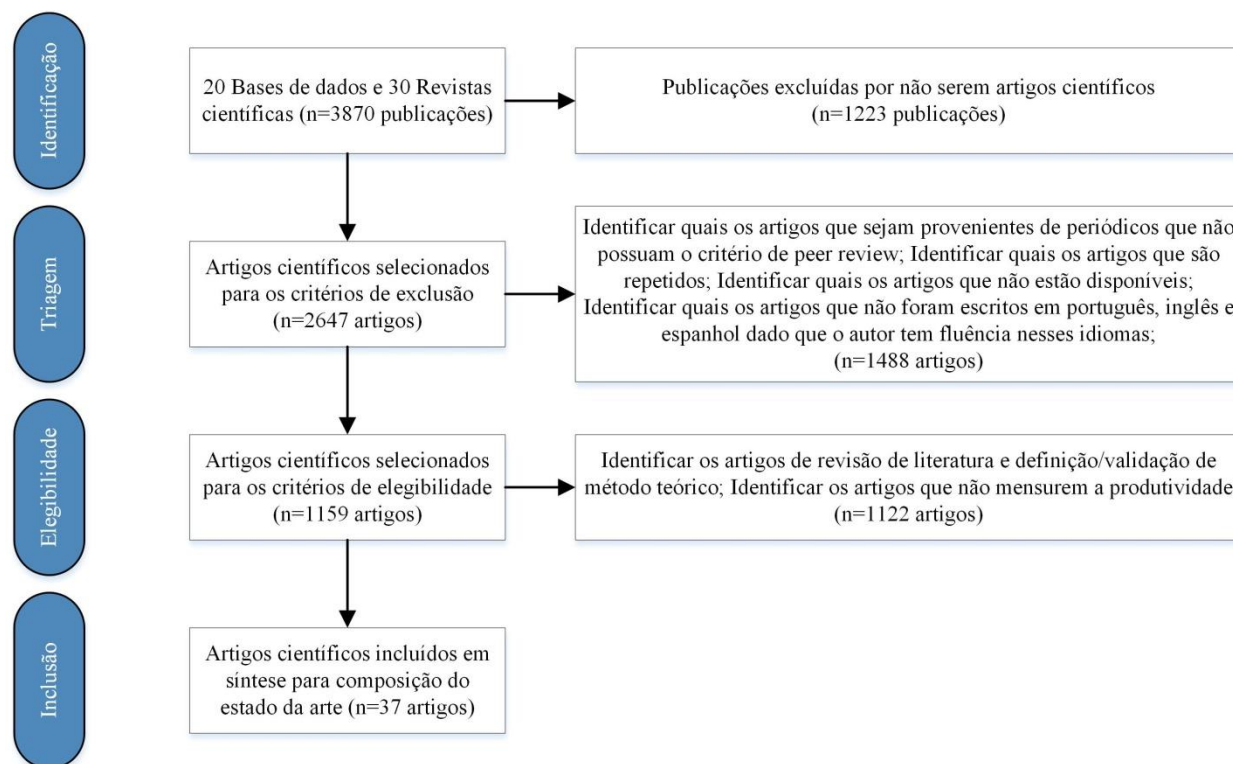 Identificação
20 Bases de dados e 30 Revistas
científicas (n=3870 publicações)
Publicações excluídas por não serem artigos científicos
(n=1223 publicações)
Triagem
Artigos científicos selecionados
para os critérios de exclusão
(n=2647 artigos)
Identificar quais os artigos que sejam provenientes de periódicos que não
possuam o critério de peer review; Identificar quais os artigos que são
repetidos; Identificar quais os artigos que não estão disponíveis;
Identificar quais os artigos que não foram escritos em português, inglês e
espanhol dado que o autor tem fluência nesses idiomas;
(n=1488 artigos)
Elegibilidade
Artigos científicos selecionados
para os critérios de elegibilidade
(n=1159 artigos)
Identificar os artigos de revisão de literatura e definição/validação de
método teórico; Identificar os artigos que não mensurem a produtividade
(n=1122 artigos)
Inclusão
Artigos científicos incluídos em
síntese para composição do
estado da arte (n=37 artigos)